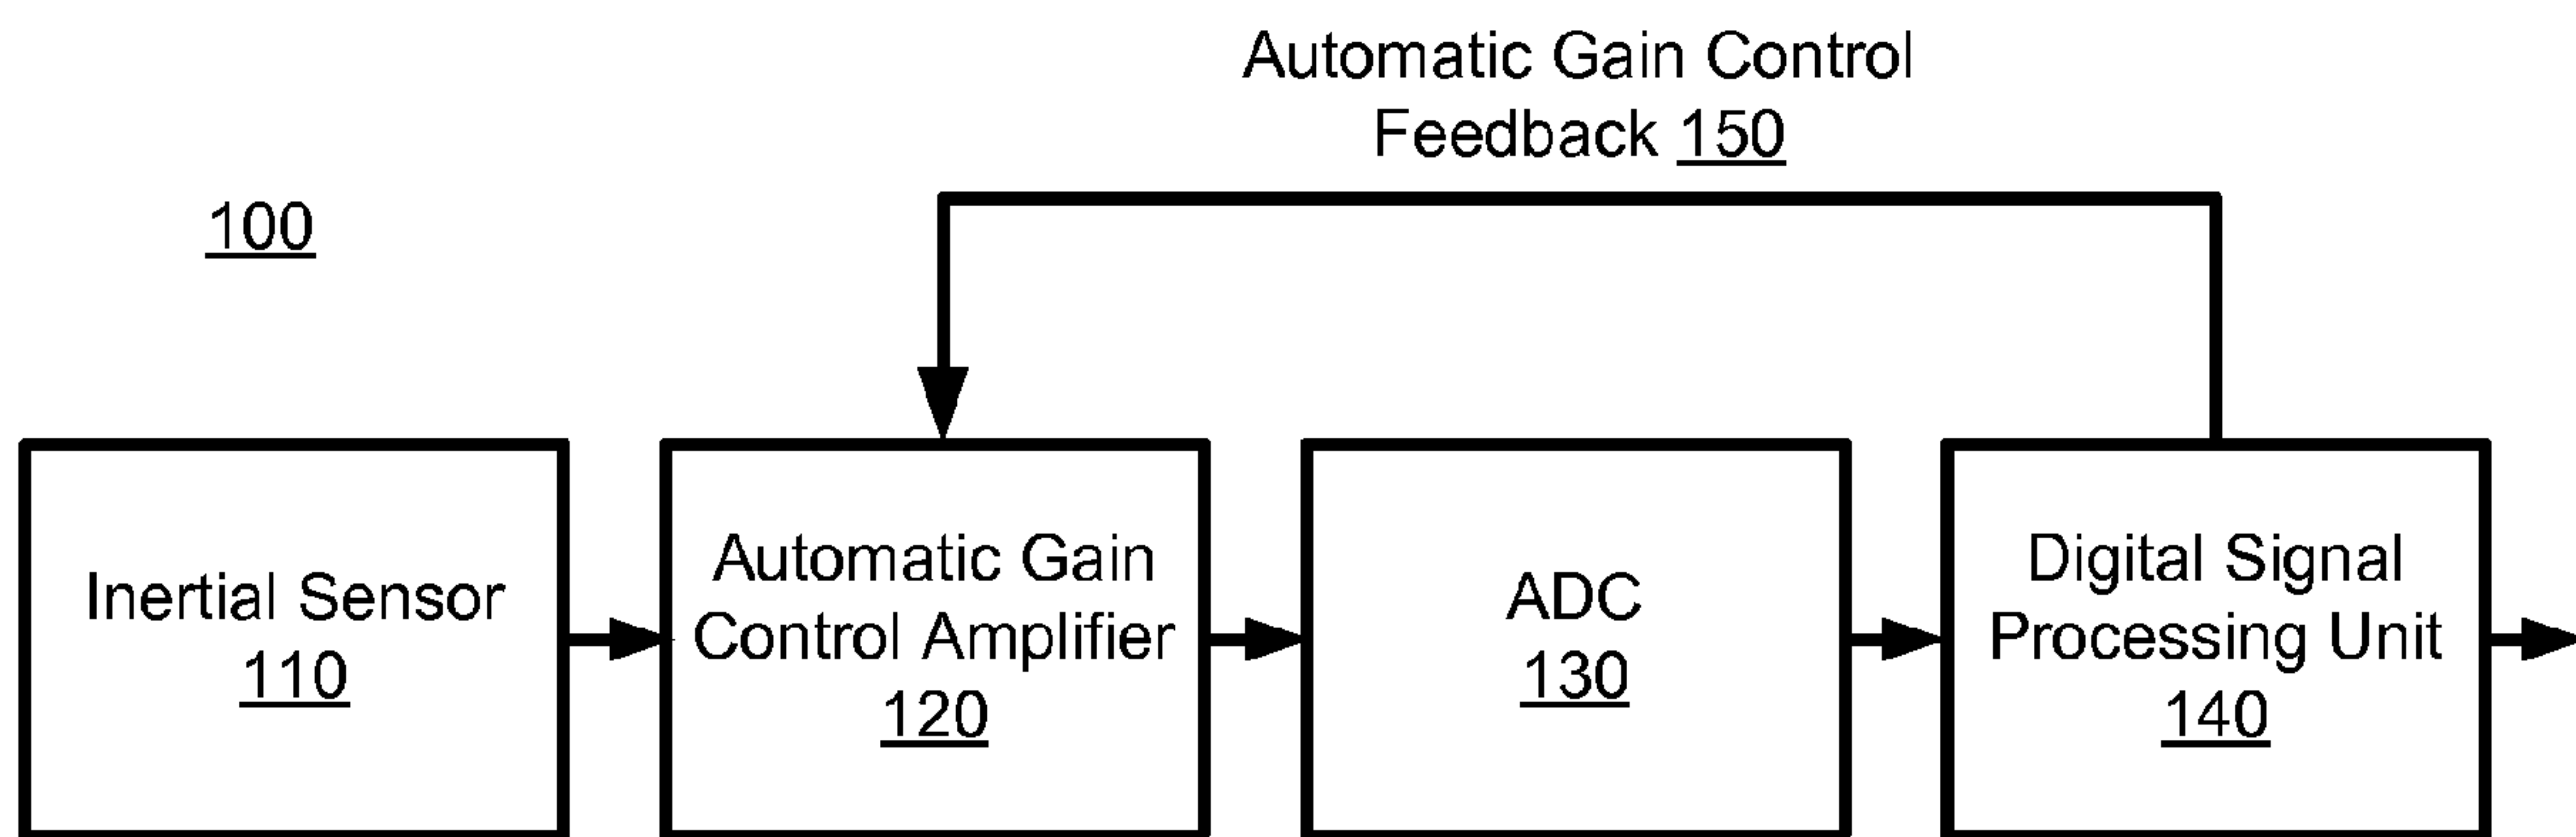 Automatic Gain Control
Feedback 150
100
Inertial Sensor
110
Automatic Gain
Control Amplifier
120
ADC
130
Digital Signal
Processing Unit
140